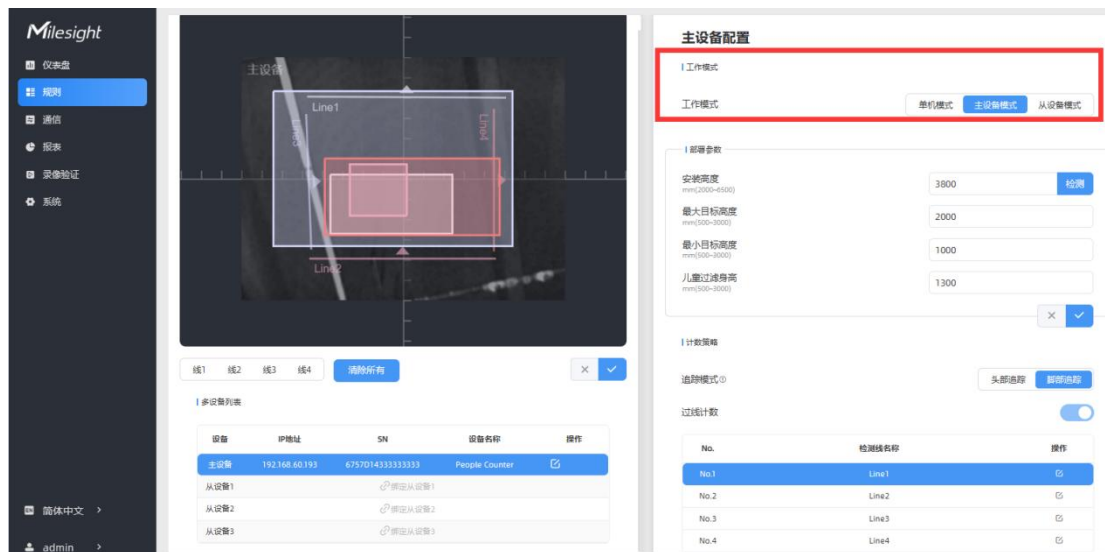 Milesight
仪表盘
规则
通信
报表
录像验证
系统
简体中文 >
admin >
主设备
Line1
Line3
Line4
Line2
线1 线2 线3 线4 清除所有
多设备列表
设备 IP地址 SN 设备名称 操作
主设备 192.168.60.193 6757D14333333333 People Counter
从设备1 绑定从设备1
从设备2 绑定从设备2
从设备3 绑定从设备3
主设备配置
工作模式
工作模式 单机模式 主设备模式 从设备模式
部署参数
安装高度 3800 检测
mm(2000~6500)
最大目标高度 2000
mm(500~3000)
最小目标高度 1000
mm(500~3000)
儿童过滤身高 1300
mm(500~3000)
计数策略
追踪模式 头部追踪 脚部追踪
过线计数
No. 检测线名称 操作
No.1 Line1
No.2 Line2
No.3 Line3
No.4 Line4